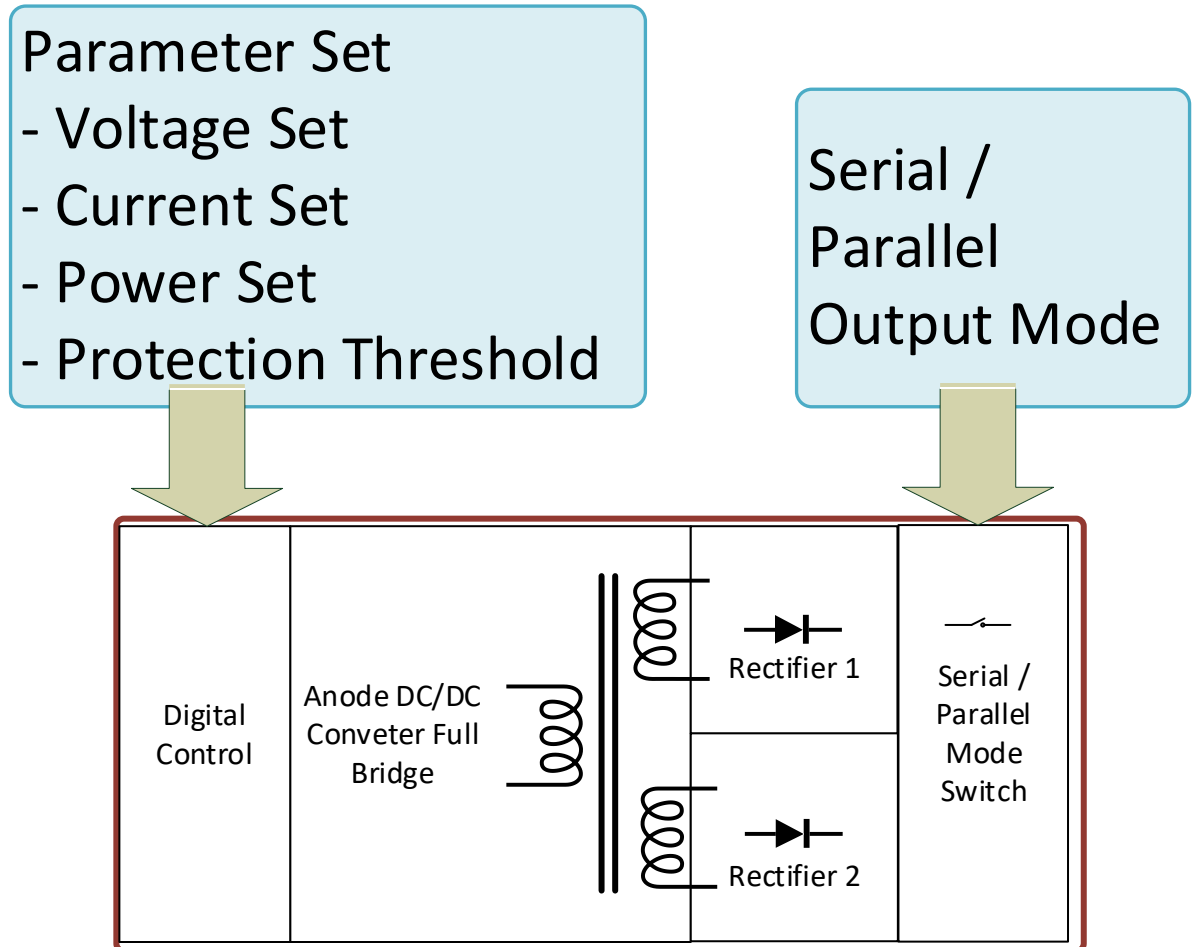 Parameter Set
- Voltage Set
- Current Set
- Power Set
- Protection Threshold
Serial /
Parallel
Output Mode
Digital
Control
Anode DC/DC
Conveter Full
Bridge
Rectifier 1
Rectifier 2
Serial /
Parallel
Mode
Switch